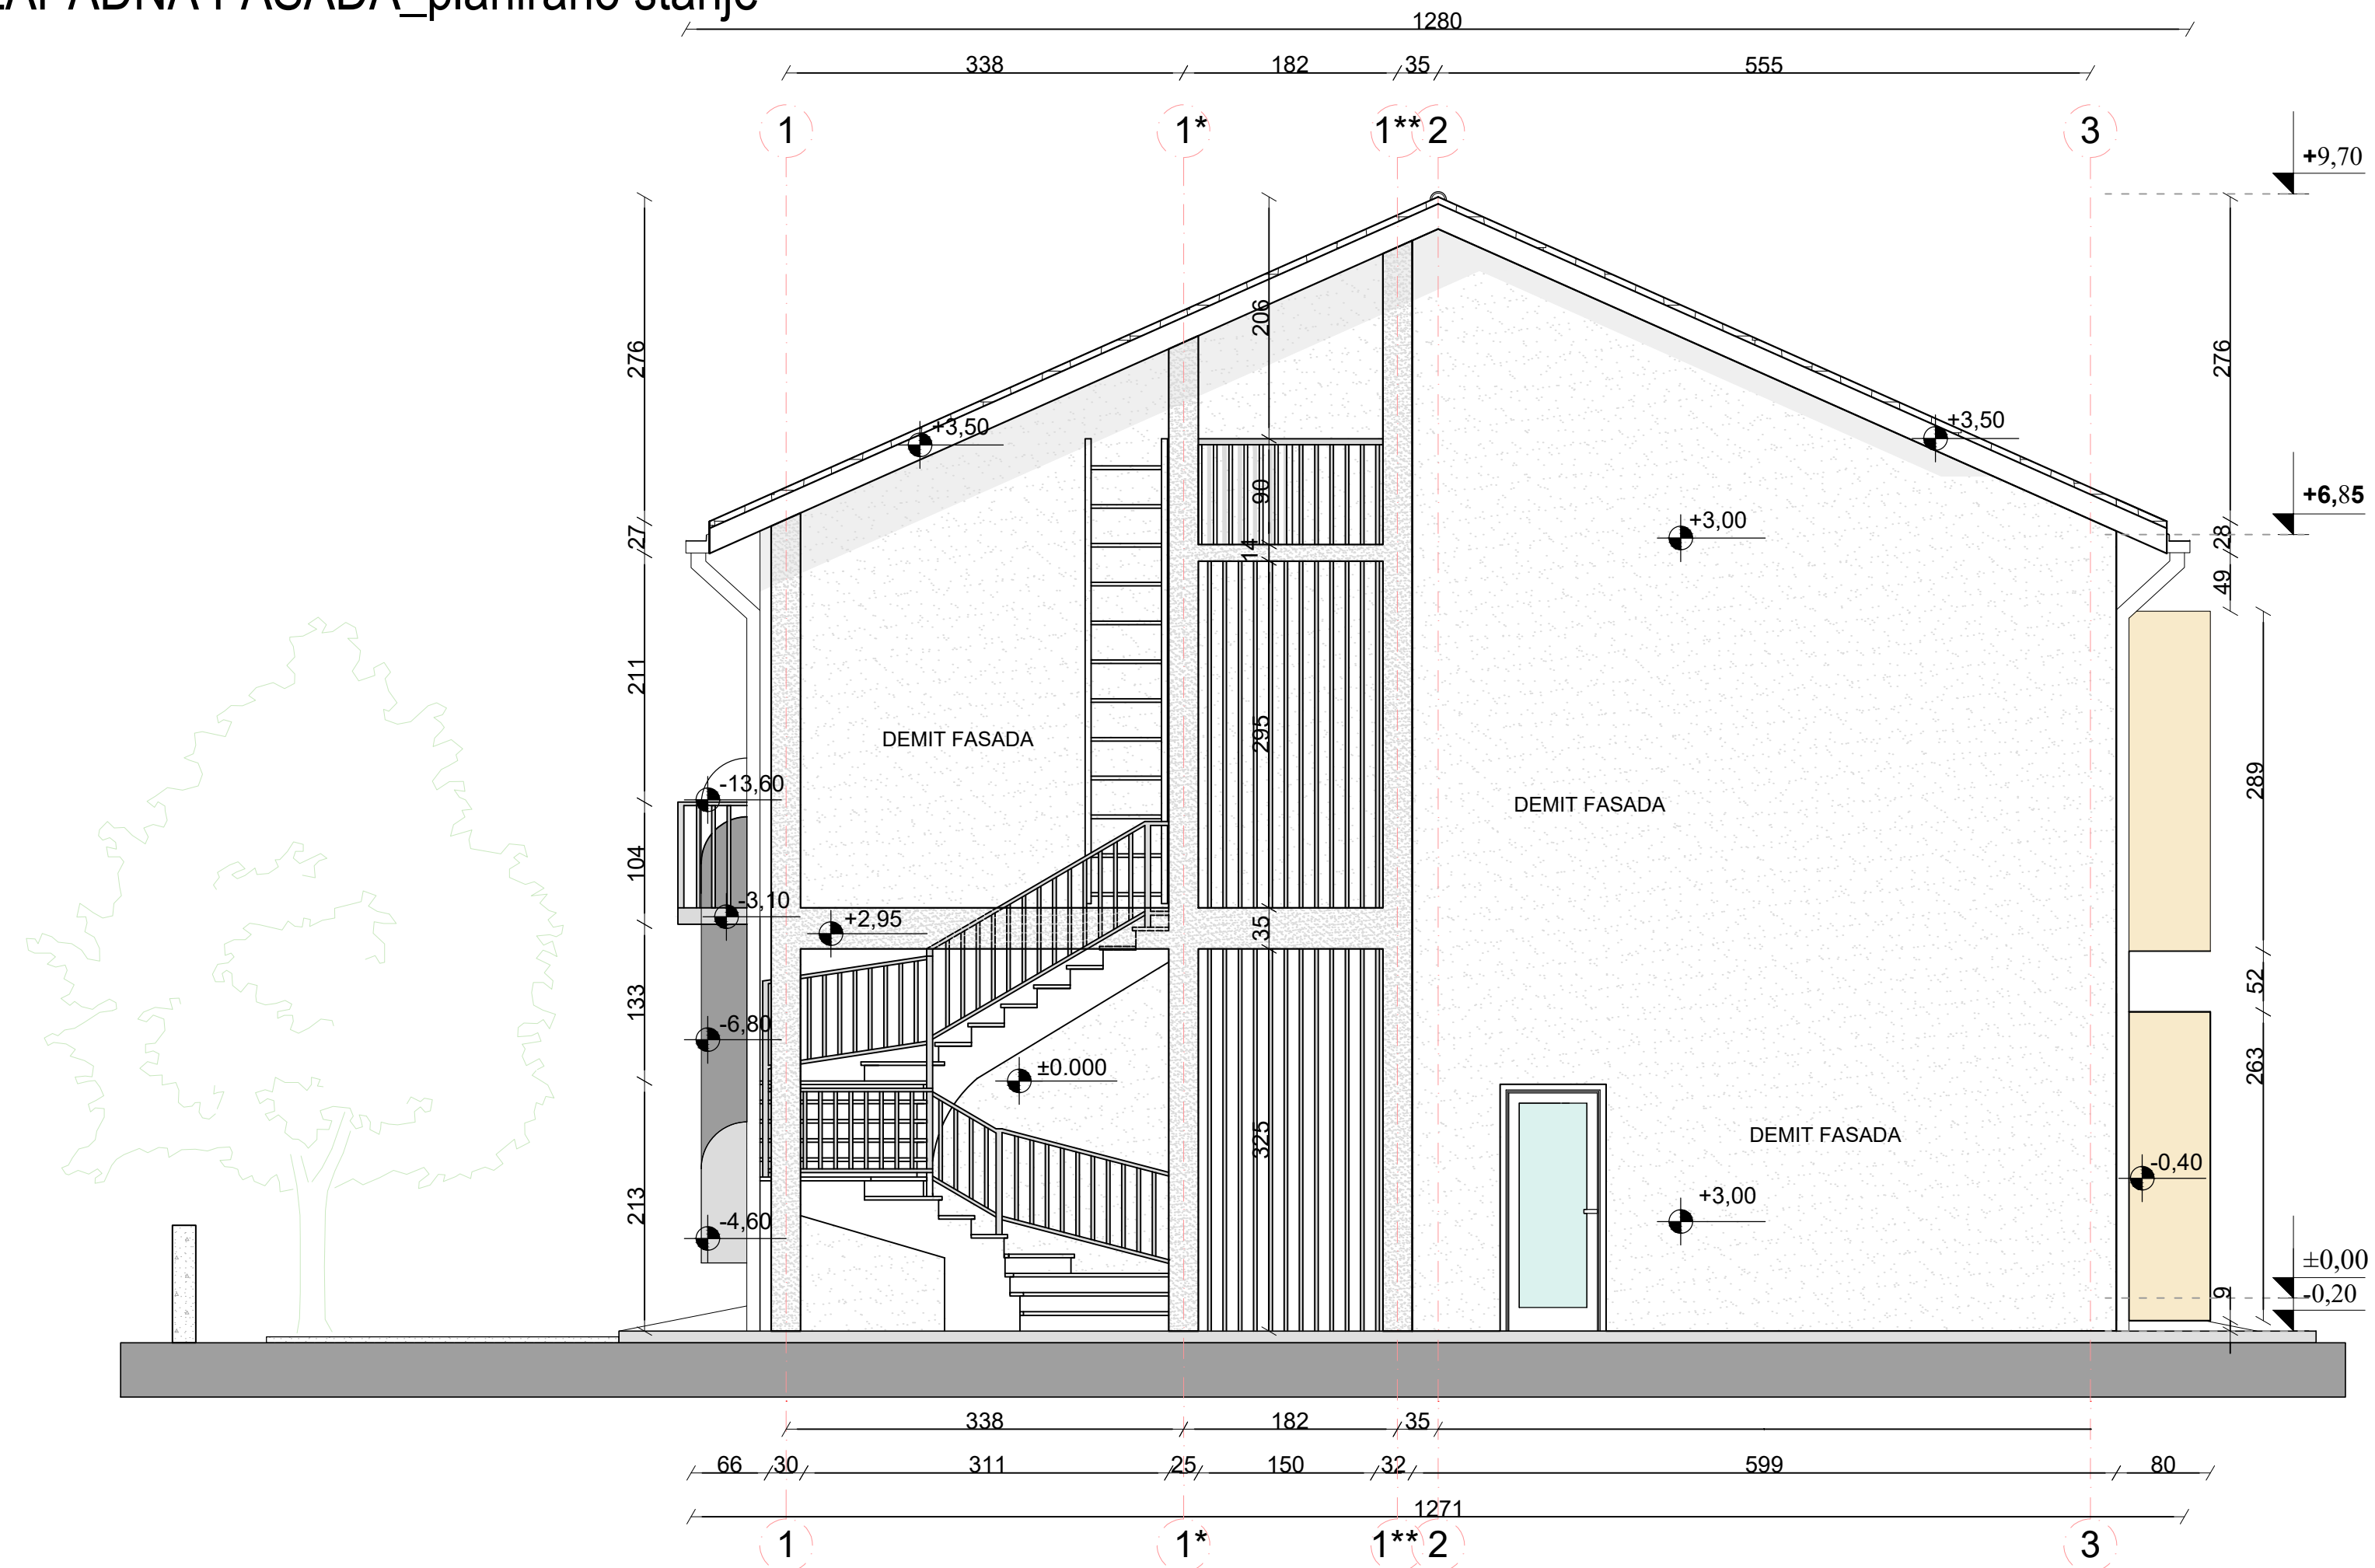 ZAPADNA FASADA_planirano stanje
1280
338 182 35 555
1 1* 1** 2 3
+9,70
276 206 276
+3,50 +3,50
+6,85
90 +3,00
27 14 28
49
211 295
DEMIT FASADA
289
-13,60
DEMIT FASADA
104
-3,10 +2,95 35
133 52
-6,80
±0.000 263
325 DEMIT FASADA
-0,40
213 +3,00
-4,60
±0,00
9 -0,20
338 182 35
66 30 311 25 150 32 599 80
1271
1 1* 1** 2 3